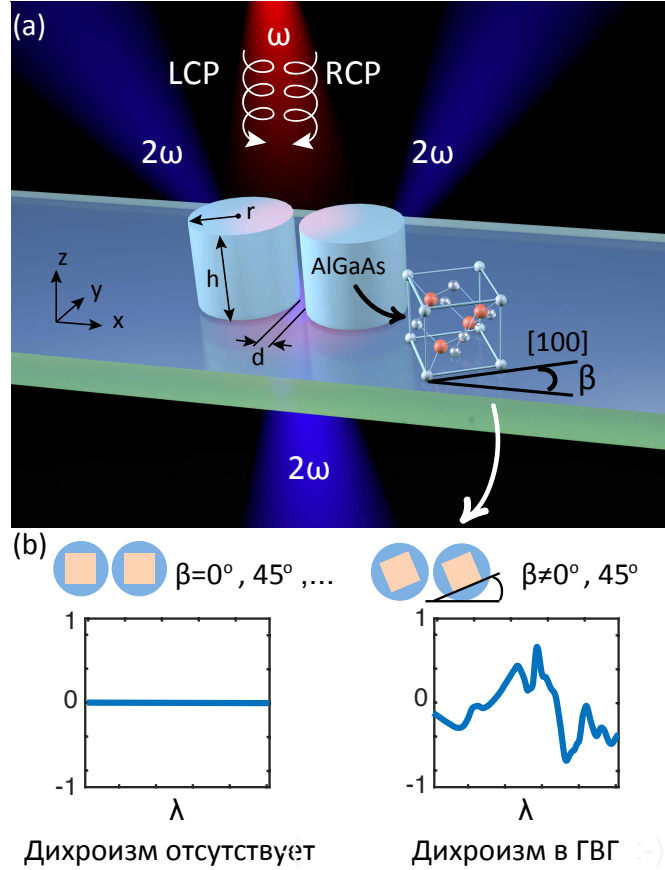 (a)
ω
LCP RCP
2ω 2ω
r
h
AlGaAs
z
y
x
d
[100]
β
2ω
(b)
β=0°, 45°,...
β≠0°, 45°
1
0
-1
λ
1
0
-1
λ
Дихроизм отсутствует
Дихроизм в ГВГ